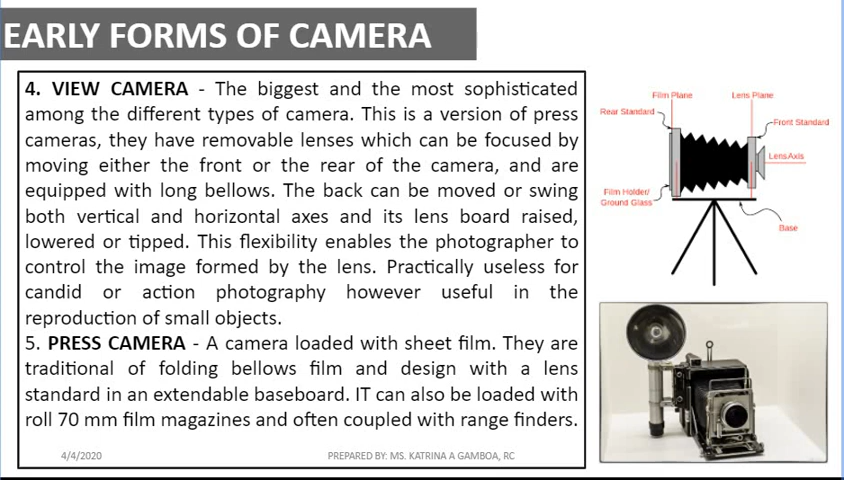 EARLY FORMS OF CAMERA
4. VIEW CAMERA - The biggest and the most sophisticated
among the different types of camera. This is a version of press
cameras, they have removable lenses which can be focused by
moving either the front or the rear of the camera, and are
equipped with long bellows. The back can be moved or swing
both vertical and horizontal axes and its lens board raised,
lowered or tipped. This flexibility enables the photographer to
control the image formed by the lens. Practically useless for
candid or action photography however useful in the
reproduction of small objects.
5. PRESS CAMERA - A camera loaded with sheet film. They are
traditional of folding bellows film and design with a lens
standard in an extendable baseboard. IT can also be loaded with
roll 70 mm film magazines and often coupled with range finders.
4/4/2020
PREPARED BY: MS. KATRINA A GAMBOA, RC
Film Plane
Lens Plane
Rear Standard
Front Standard
Lens Axis
Film Holder/
Ground Glass
Base